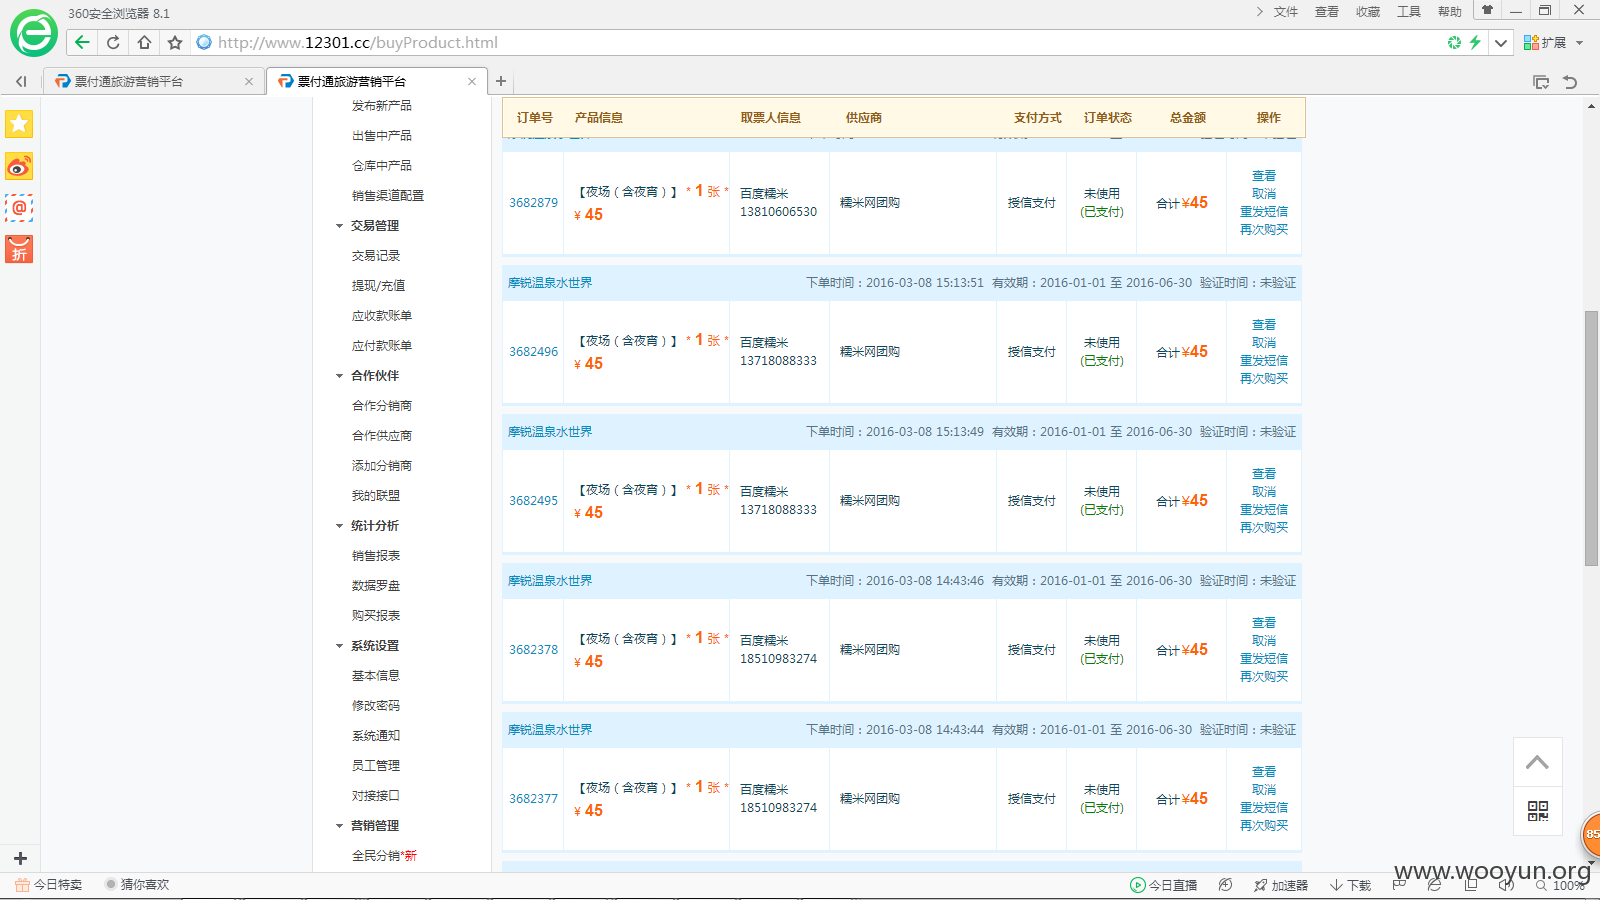 360安全浏览器 8.1
文件 查看 收藏 工具 帮助
http://www.12301.cc/buyProduct.html
扩展
票付通旅游营销平台
票付通旅游营销平台
发布新产品
出售中产品
仓库中产品
销售渠道配置
交易管理
交易记录
提现/充值
应收款账单
应付款账单
合作伙伴
合作分销商
合作供应商
添加分销商
我的联盟
统计分析
销售报表
数据罗盘
购买报表
系统设置
基本信息
修改密码
系统通知
员工管理
对接接口
营销管理
全民分销*新
订单号 产品信息 取票人信息 供应商 支付方式 订单状态 总金额 操作
3682879
【夜场（含夜宵）】 * 1 张 *
¥ 45
百度糯米
13810606530
糯米网团购
授信支付
未使用
(已支付)
合计¥45
查看
取消
重发短信
再次购买
摩锐温泉水世界 下单时间：2016-03-08 15:13:51 有效期：2016-01-01 至 2016-06-30 验证时间：未验证
3682496
【夜场（含夜宵）】 * 1 张 *
¥ 45
百度糯米
13718088333
糯米网团购
授信支付
未使用
(已支付)
合计¥45
查看
取消
重发短信
再次购买
摩锐温泉水世界 下单时间：2016-03-08 15:13:49 有效期：2016-01-01 至 2016-06-30 验证时间：未验证
3682495
【夜场（含夜宵）】 * 1 张 *
¥ 45
百度糯米
13718088333
糯米网团购
授信支付
未使用
(已支付)
合计¥45
查看
取消
重发短信
再次购买
摩锐温泉水世界 下单时间：2016-03-08 14:43:46 有效期：2016-01-01 至 2016-06-30 验证时间：未验证
3682378
【夜场（含夜宵）】 * 1 张 *
¥ 45
百度糯米
18510983274
糯米网团购
授信支付
未使用
(已支付)
合计¥45
查看
取消
重发短信
再次购买
摩锐温泉水世界 下单时间：2016-03-08 14:43:44 有效期：2016-01-01 至 2016-06-30 验证时间：未验证
3682377
【夜场（含夜宵）】 * 1 张 *
¥ 45
百度糯米
18510983274
糯米网团购
授信支付
未使用
(已支付)
合计¥45
查看
取消
重发短信
再次购买
折
85
www.wooyun.org
今日特卖 猜你喜欢 今日直播 加速器 下载 100%